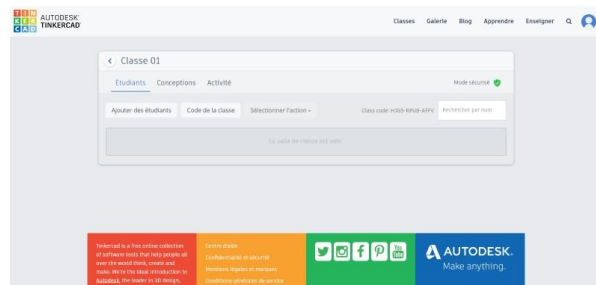 TIN
KER
CAD
AUTODESK
TINKERCAD
Classes Galerie Blog Apprendre Enseigner
Classe 01
Étudiants Conceptions Activité
Mode sécurisé
Ajouter des étudiants Code de la classe Sélectionner l'action
Class code: Rechercher par nom
La salle de classe est vide.
Tinkercad is a free online collection
of software tools that help people all
over the world think, create and
make. We're the ideal introduction to
Autodesk, the leader in 3D design,
Centre d'aide
Confidentialité et sécurité
Mentions légales et marques
Conditions générales de service
You
Tube
AUTODESK.
Make anything.